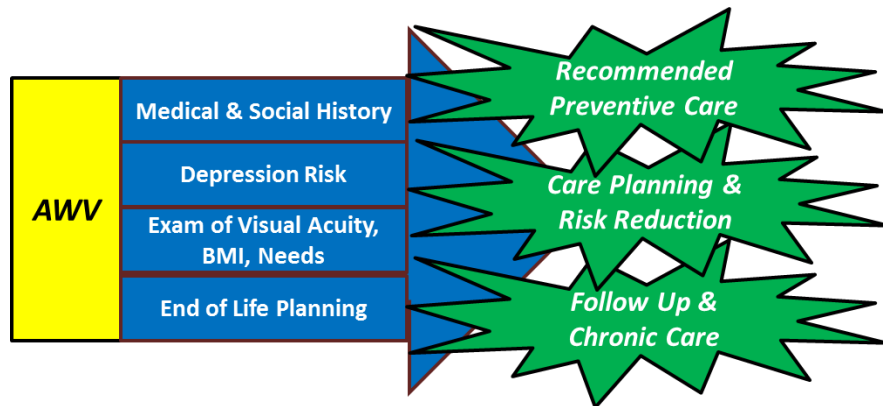 AWV
Medical & Social History
Depression Risk
Exam of Visual Acuity,
BMI, Needs
End of Life Planning
Recommended
Preventive Care
Care Planning &
Risk Reduction
Follow Up &
Chronic Care